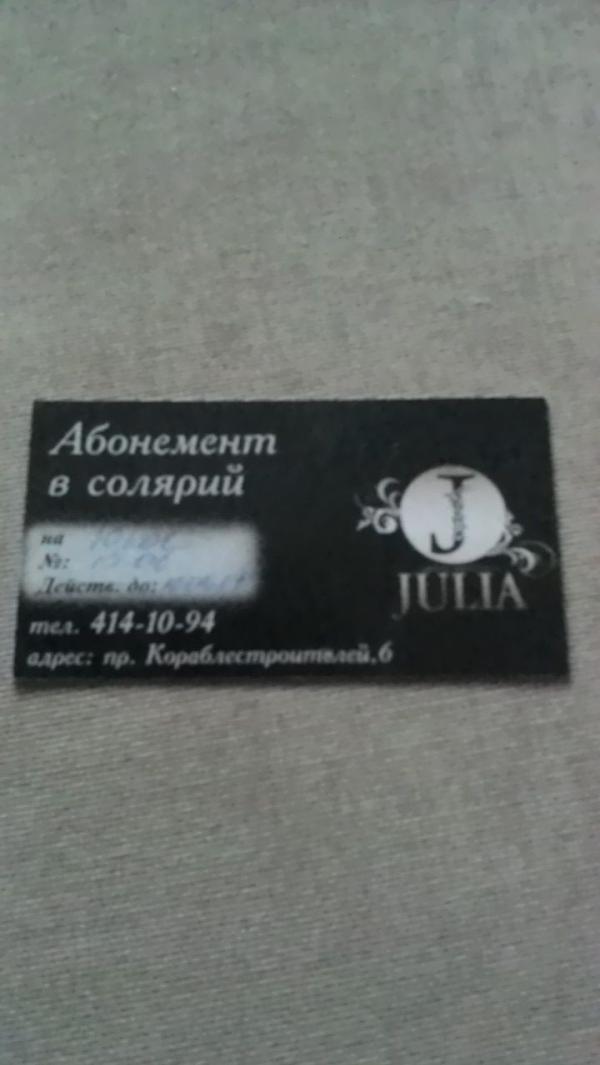 Абонемент
в солярий
на
№:
Действ. до:
тел. 414-10-94
адрес: пр. Кораблестроителей, 6
J
JULIA